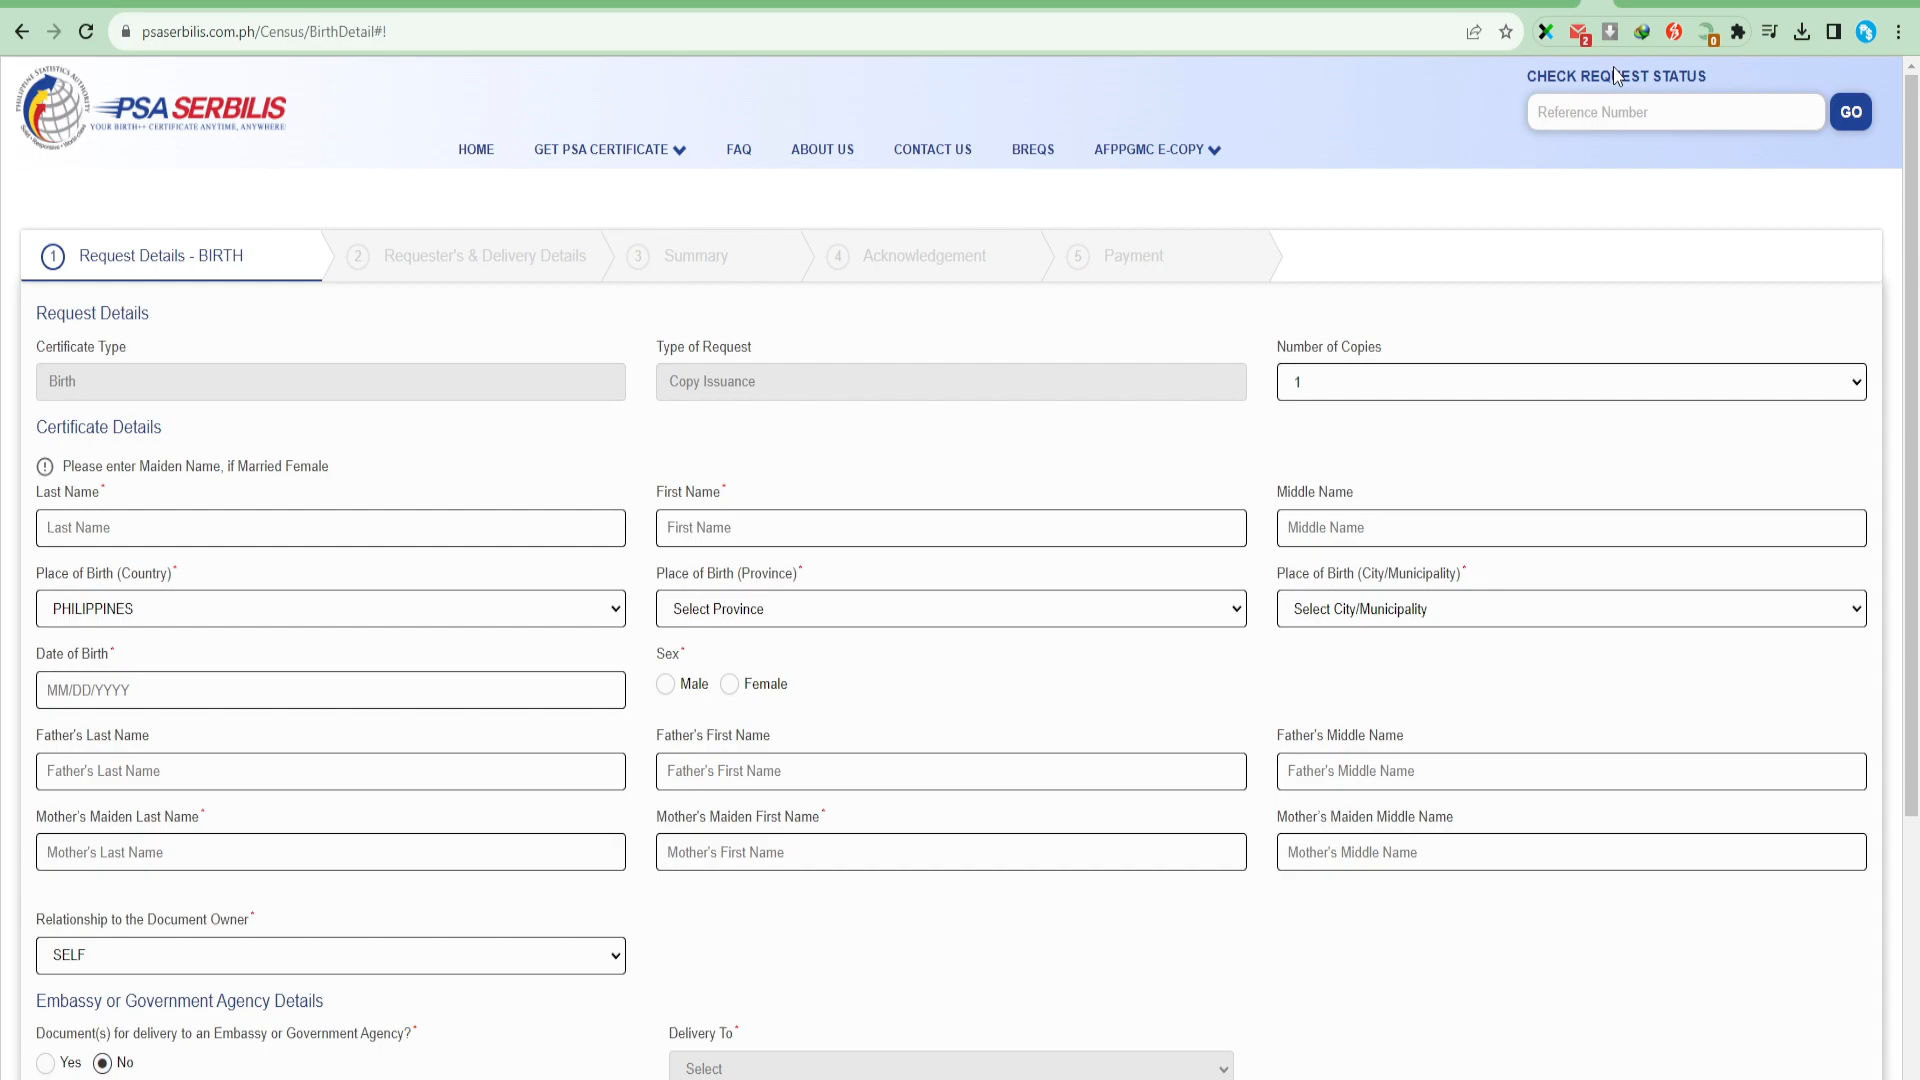 psaserbilis.com.ph/Census/BirthDetail#!
2
0
CHECK REQUEST STATUS
PHILIPPINE STATISTICS AUTHORITY
PSA SERBILIS
YOUR BIRTH++ CERTIFICATE ANYTIME, ANYWHERE!
Reference Number
GO
HOME
GET PSA CERTIFICATE
FAQ
ABOUT US
CONTACT US
BREQS
AFPPGMC E-COPY
1 Request Details - BIRTH
2 Requester's & Delivery Details
3 Summary
4 Acknowledgement
5 Payment
Request Details
Certificate Type
Type of Request
Number of Copies
Birth
Copy Issuance
1
Certificate Details
Please enter Maiden Name, if Married Female
Last Name*
First Name*
Middle Name
Last Name
First Name
Middle Name
Place of Birth (Country)*
Place of Birth (Province)*
Place of Birth (City/Municipality)*
PHILIPPINES
Select Province
Select City/Municipality
Date of Birth*
Sex*
MM/DD/YYYY
Male
Female
Father's Last Name
Father's First Name
Father's Middle Name
Father's Last Name
Father's First Name
Father's Middle Name
Mother's Maiden Last Name*
Mother's Maiden First Name*
Mother's Maiden Middle Name
Mother's Last Name
Mother's First Name
Mother's Middle Name
Relationship to the Document Owner*
SELF
Embassy or Government Agency Details
Document(s) for delivery to an Embassy or Government Agency?*
Delivery To*
Yes
No
Select